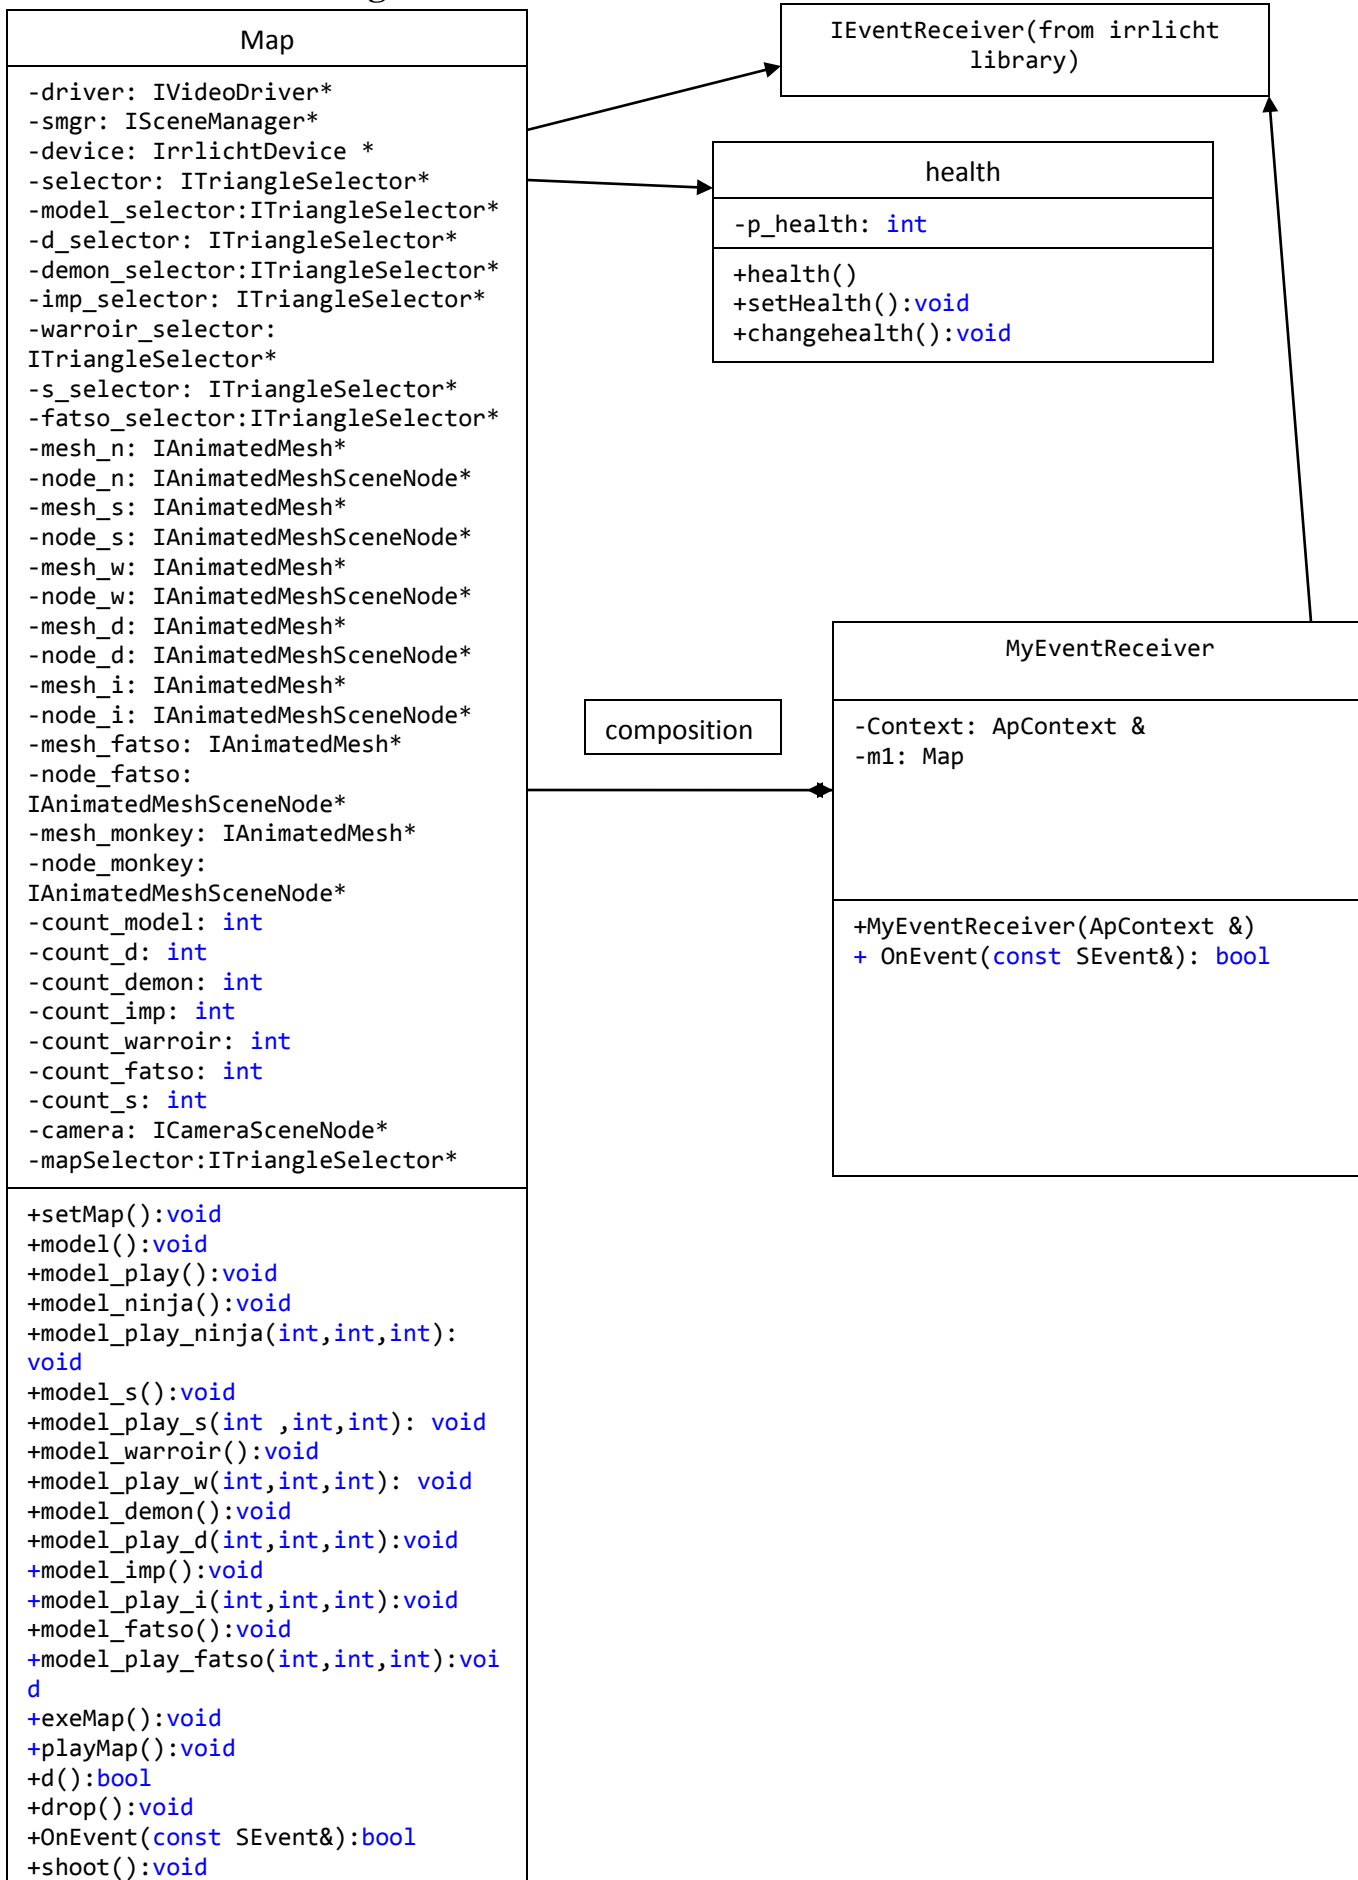 Map
-driver: IVideoDriver*
-smgr: ISceneManager*
-device: IrrlichtDevice *
-selector: ITriangleSelector*
-model_selector:ITriangleSelector*
-d_selector: ITriangleSelector*
-demon_selector:ITriangleSelector*
-imp_selector: ITriangleSelector*
-warroir_selector:
ITriangleSelector*
-s_selector: ITriangleSelector*
-fatso_selector:ITriangleSelector*
-mesh_n: IAnimatedMesh*
-node_n: IAnimatedMeshSceneNode*
-mesh_s: IAnimatedMesh*
-node_s: IAnimatedMeshSceneNode*
-mesh_w: IAnimatedMesh*
-node_w: IAnimatedMeshSceneNode*
-mesh_d: IAnimatedMesh*
-node_d: IAnimatedMeshSceneNode*
-mesh_i: IAnimatedMesh*
-node_i: IAnimatedMeshSceneNode*
-mesh_fatso: IAnimatedMesh*
-node_fatso:
IAnimatedMeshSceneNode*
-mesh_monkey: IAnimatedMesh*
-node_monkey:
IAnimatedMeshSceneNode*
-count_model: int
-count_d: int
-count_demon: int
-count_imp: int
-count_warroir: int
-count_fatso: int
-count_s: int
-camera: ICameraSceneNode*
-mapSelector:ITriangleSelector*
+setMap():void
+model():void
+model_play():void
+model_ninja():void
+model_play_ninja(int,int,int):
void
+model_s():void
+model_play_s(int ,int,int): void
+model_warroir():void
+model_play_w(int,int,int): void
+model_demon():void
+model_play_d(int,int,int):void
+model_imp():void
+model_play_i(int,int,int):void
+model_fatso():void
+model_play_fatso(int,int,int):voi
d
+exeMap():void
+playMap():void
+d():bool
+drop():void
+OnEvent(const SEvent&):bool
+shoot():void
IEventReceiver(from irrlicht
library)
health
-p_health: int
+health()
+setHealth():void
+changehealth():void
composition
MyEventReceiver
-Context: ApContext &
-m1: Map
+MyEventReceiver(ApContext &)
+ OnEvent(const SEvent&): bool